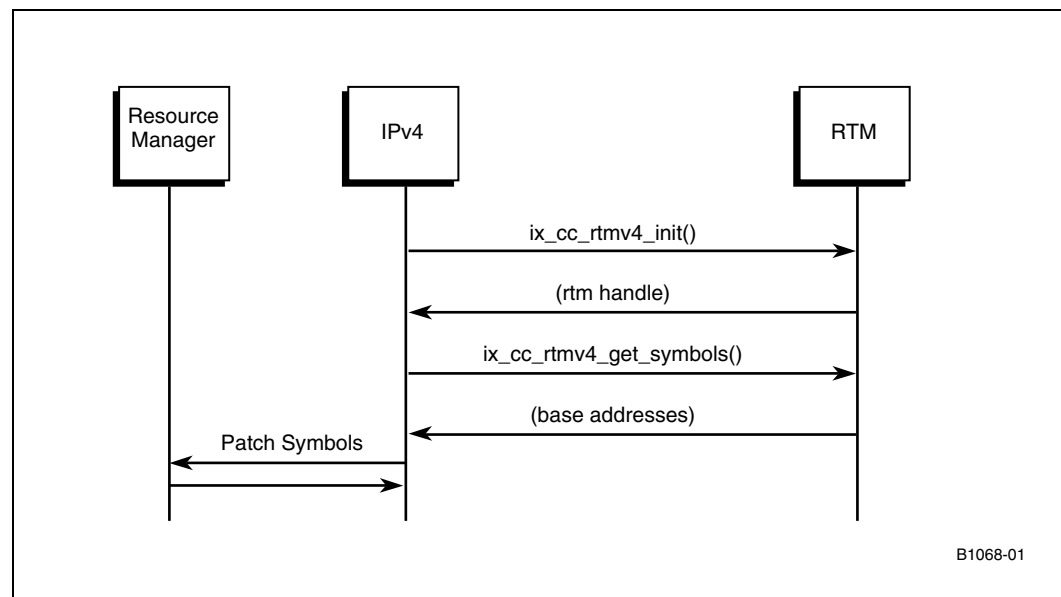 Resource
Manager
IPv4
RTM
ix_cc_rtmv4_init()
(rtm handle)
ix_cc_rtmv4_get_symbols()
(base addresses)
Patch Symbols
B1068-01